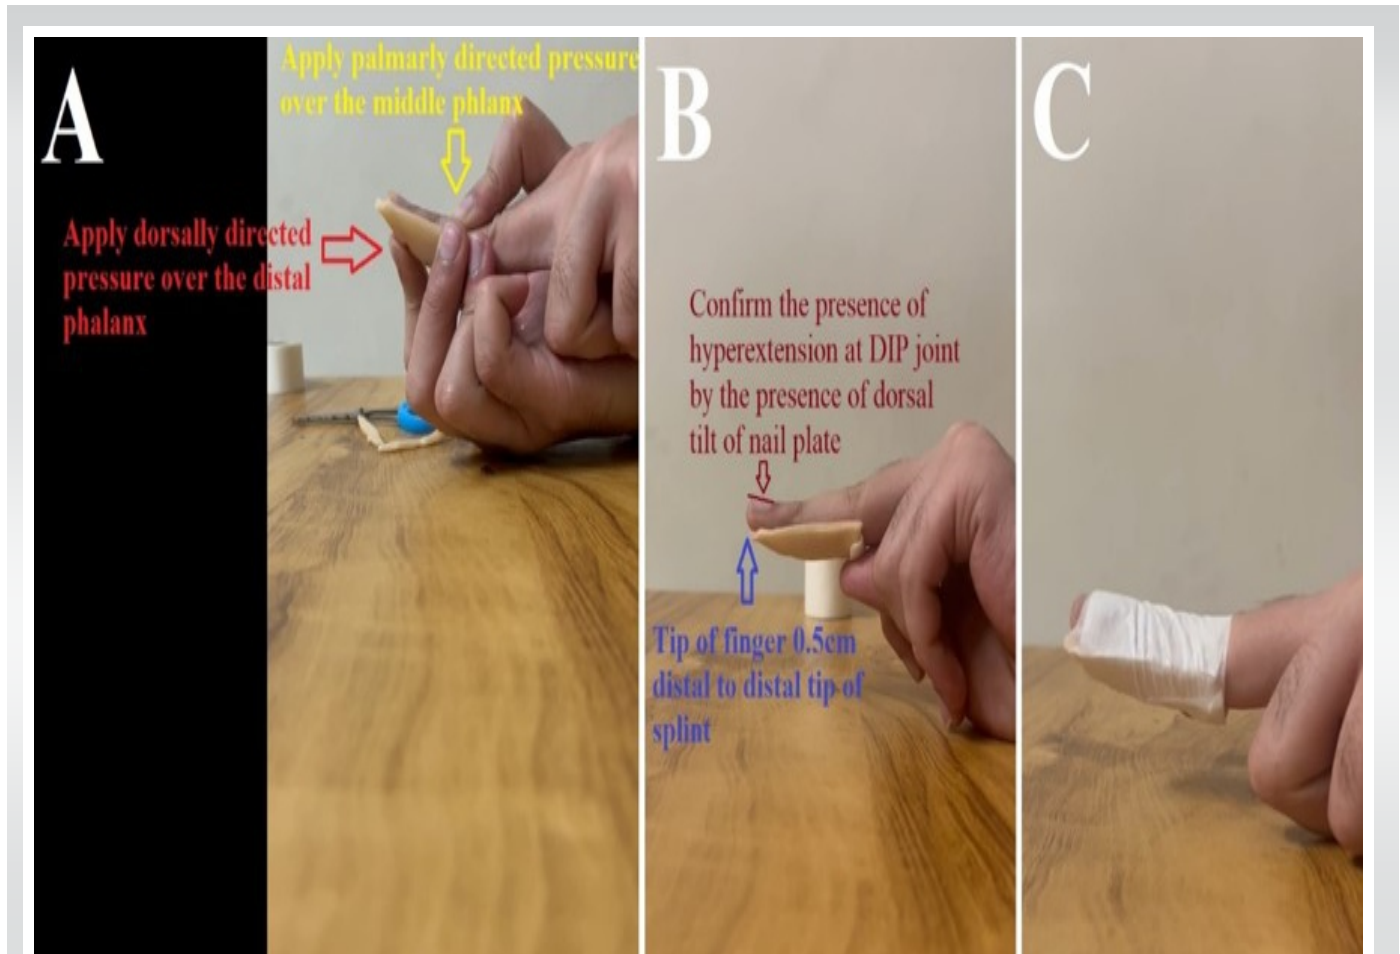 A
Apply palmarly directed pressure
over the middle phlanx
Apply dorsally directed
pressure over the distal
phalanx
B
Confirm the presence of
hyperextension at DIP joint
by the presence of dorsal
tilt of nail plate
Tip of finger 0.5cm
distal to distal tip of
splint
C